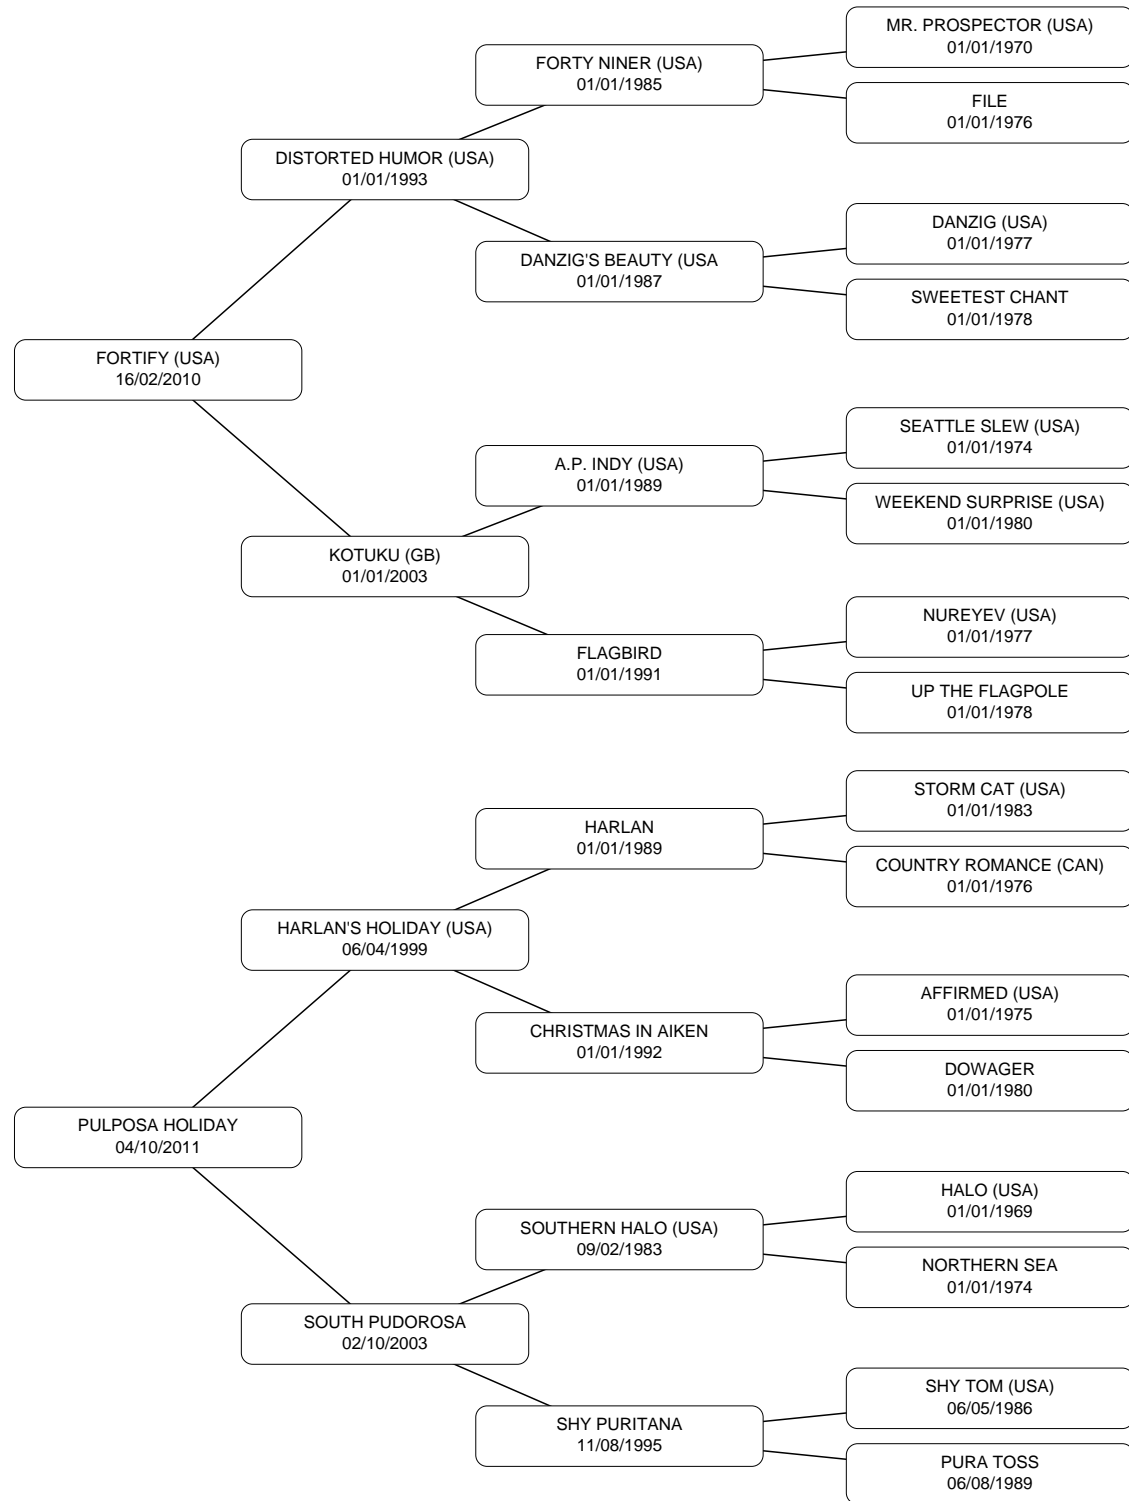 MR. PROSPECTOR (USA)
01/01/1970
FORTY NINER (USA)
01/01/1985
FILE
01/01/1976
DISTORTED HUMOR (USA)
01/01/1993
DANZIG (USA)
01/01/1977
DANZIG'S BEAUTY (USA
01/01/1987
SWEETEST CHANT
01/01/1978
FORTIFY (USA)
16/02/2010
SEATTLE SLEW (USA)
01/01/1974
A.P. INDY (USA)
01/01/1989
WEEKEND SURPRISE (USA)
01/01/1980
KOTUKU (GB)
01/01/2003
NUREYEV (USA)
01/01/1977
FLAGBIRD
01/01/1991
UP THE FLAGPOLE
01/01/1978
STORM CAT (USA)
01/01/1983
HARLAN
01/01/1989
COUNTRY ROMANCE (CAN)
01/01/1976
HARLAN'S HOLIDAY (USA)
06/04/1999
AFFIRMED (USA)
01/01/1975
CHRISTMAS IN AIKEN
01/01/1992
DOWAGER
01/01/1980
PULPOSA HOLIDAY
04/10/2011
HALO (USA)
01/01/1969
SOUTHERN HALO (USA)
09/02/1983
NORTHERN SEA
01/01/1974
SOUTH PUDOROSA
02/10/2003
SHY TOM (USA)
06/05/1986
SHY PURITANA
11/08/1995
PURA TOSS
06/08/1989